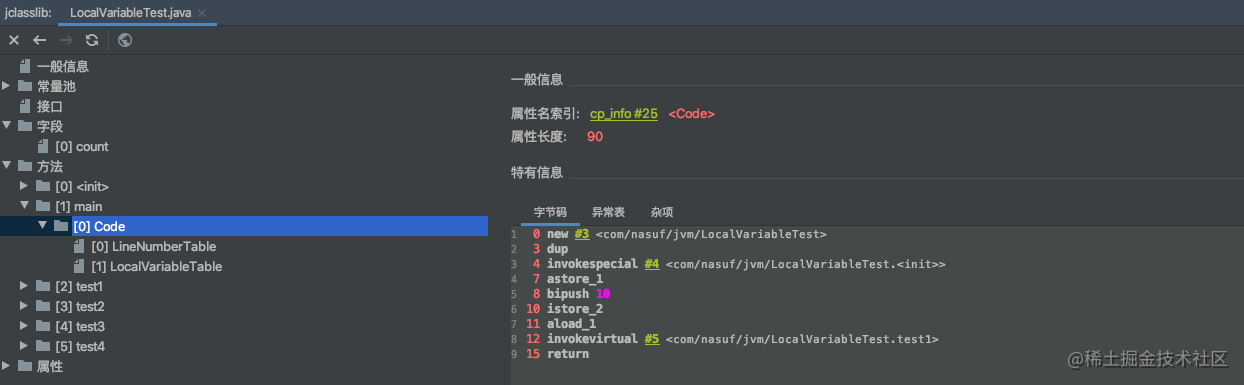 jclasslib: LocalVariableTest.java
一般信息
常量池
接口
字段
[0] count
方法
[0] <init>
[1] main
[0] Code
[0] LineNumberTable
[1] LocalVariableTable
[2] test1
[3] test2
[4] test3
[5] test4
属性
一般信息
属性名索引: cp_info #25 <Code>
属性长度: 90
特有信息
字节码 异常表 杂项
1 0 new #3 <com/nasuf/jvm/LocalVariableTest>
2 3 dup
3 4 invokespecial #4 <com/nasuf/jvm/LocalVariableTest.<init>>
4 7 astore_1
5 8 bipush 10
6 10 istore_2
7 11 aload_1
8 12 invokevirtual #5 <com/nasuf/jvm/LocalVariableTest.test1>
9 15 return
@稀土掘金技术社区